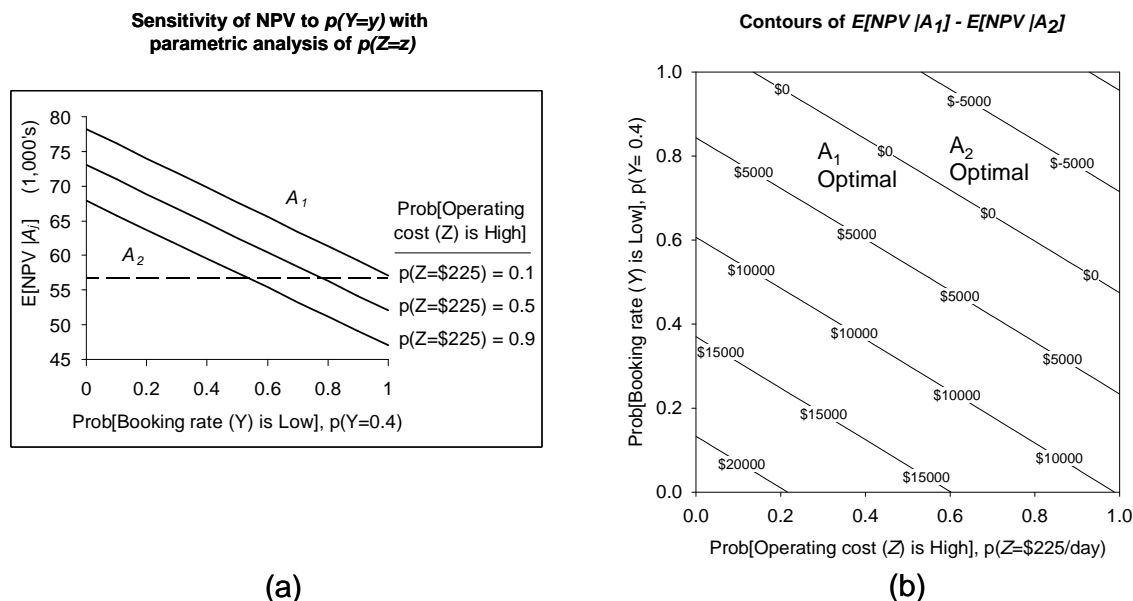 Sensitivity of NPV to p(Y=y) with
parametric analysis of p(Z=z)
E[NPV |Aj] (1,000's)
80
75
70
65
60
55
50
45
A1
A2
Prob[Operating
cost (Z) is High]
p(Z=$225) = 0.1
p(Z=$225) = 0.5
p(Z=$225) = 0.9
0 0.2 0.4 0.6 0.8 1
Prob[Booking rate (Y) is Low], p(Y=0.4)
(a)
Contours of E[NPV |A1] - E[NPV |A2]
Prob[Booking rate (Y) is Low], p(Y= 0.4)
1.0
0.8
0.6
0.4
0.2
0.0
$0
$-5000
A1
Optimal
$0
A2
Optimal
$-5000
$5000
$5000
$0
$10000
$5000
$0
$15000
$10000
$5000
$20000
$15000
$10000
$15000
$10000
0.0 0.2 0.4 0.6 0.8 1.0
Prob[Operating cost (Z) is High], p(Z=$225/day)
(b)